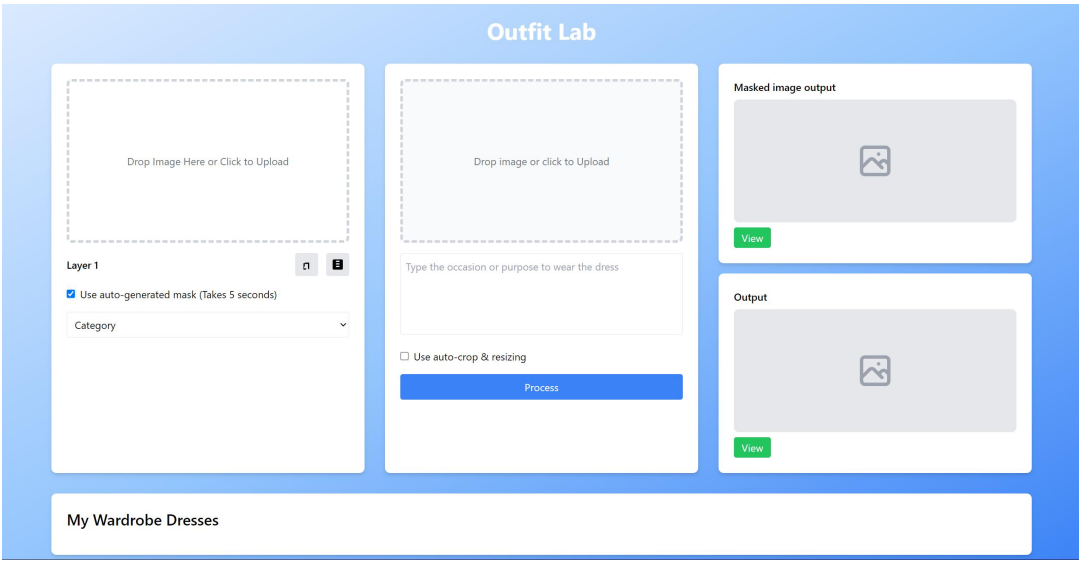 Outfit Lab
Drop Image Here or Click to Upload
Layer 1
Use auto-generated mask (Takes 5 seconds)
Category
Drop image or click to Upload
Type the occasion or purpose to wear the dress
Use auto-crop & resizing
Process
Masked image output
View
Output
View
My Wardrobe Dresses